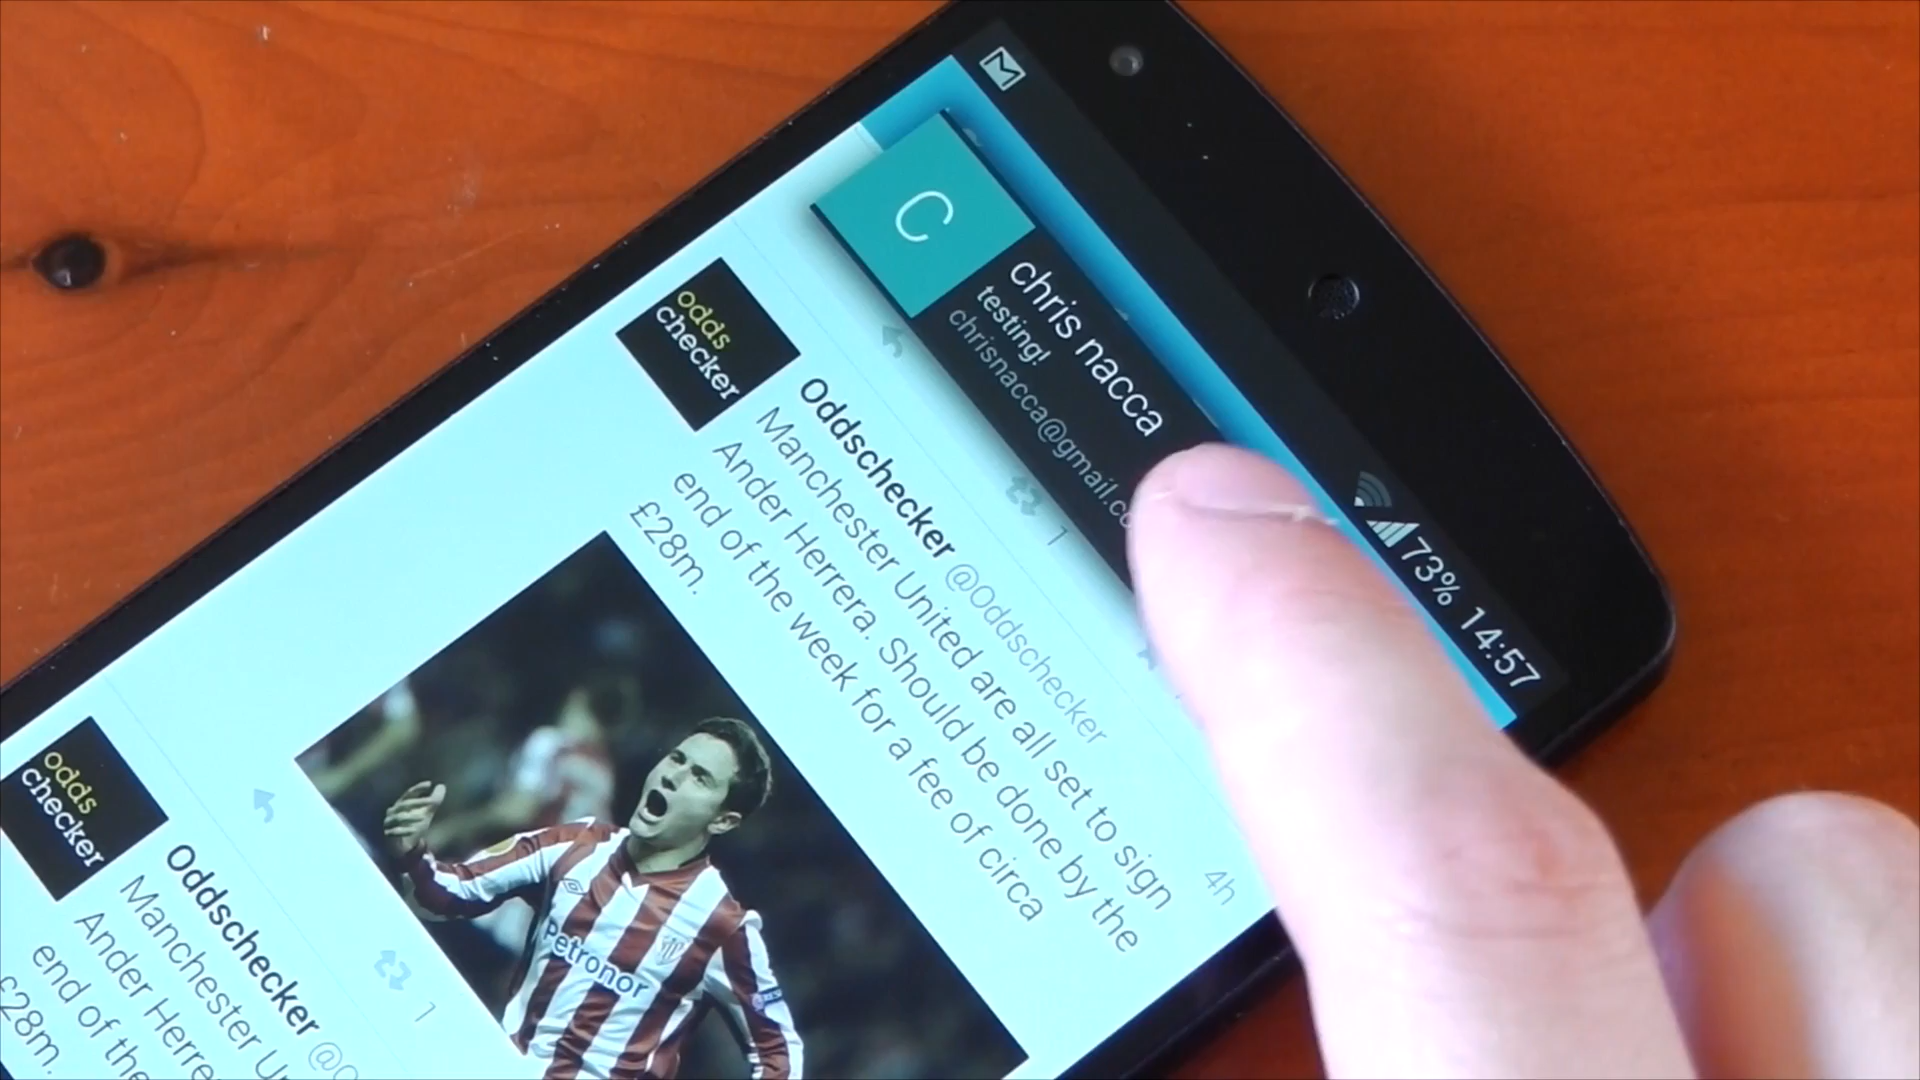 73% 14:57
C
chris nacca
testing!
chrisnacca@gmail.co
1
odds
checker
Oddschecker @Oddschecker
4h
Manchester United are all set to sign
Ander Herrera. Should be done by the
end of the week for a fee of circa
£28m.
Petronor
1
odds
checker
Oddschecker @O
Manchester U
Ander Herre
end of the
£28m.